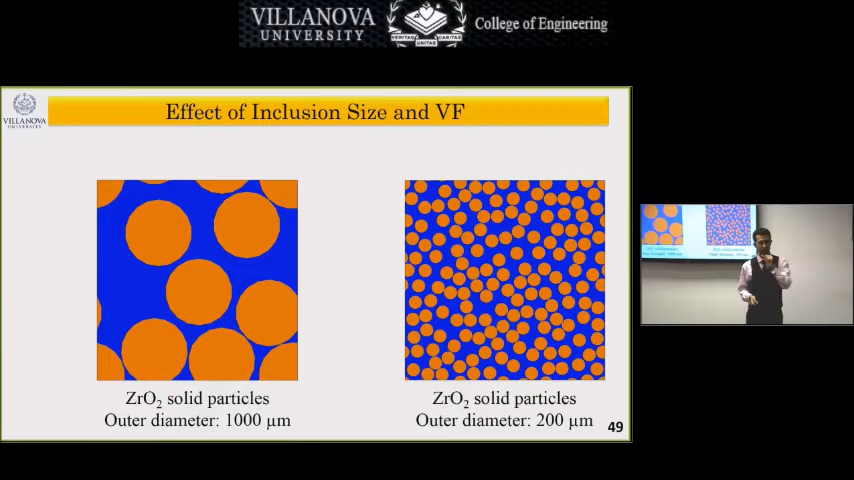 VILLANOVA
UNIVERSITY
VERITAS
UNITAS
CARITAS
College of Engineering
VILLANOVA
UNIVERSITY
Effect of Inclusion Size and VF
ZrO₂ solid particles
Outer diameter: 1000 µm
ZrO₂ solid particles
Outer diameter: 200 µm
49